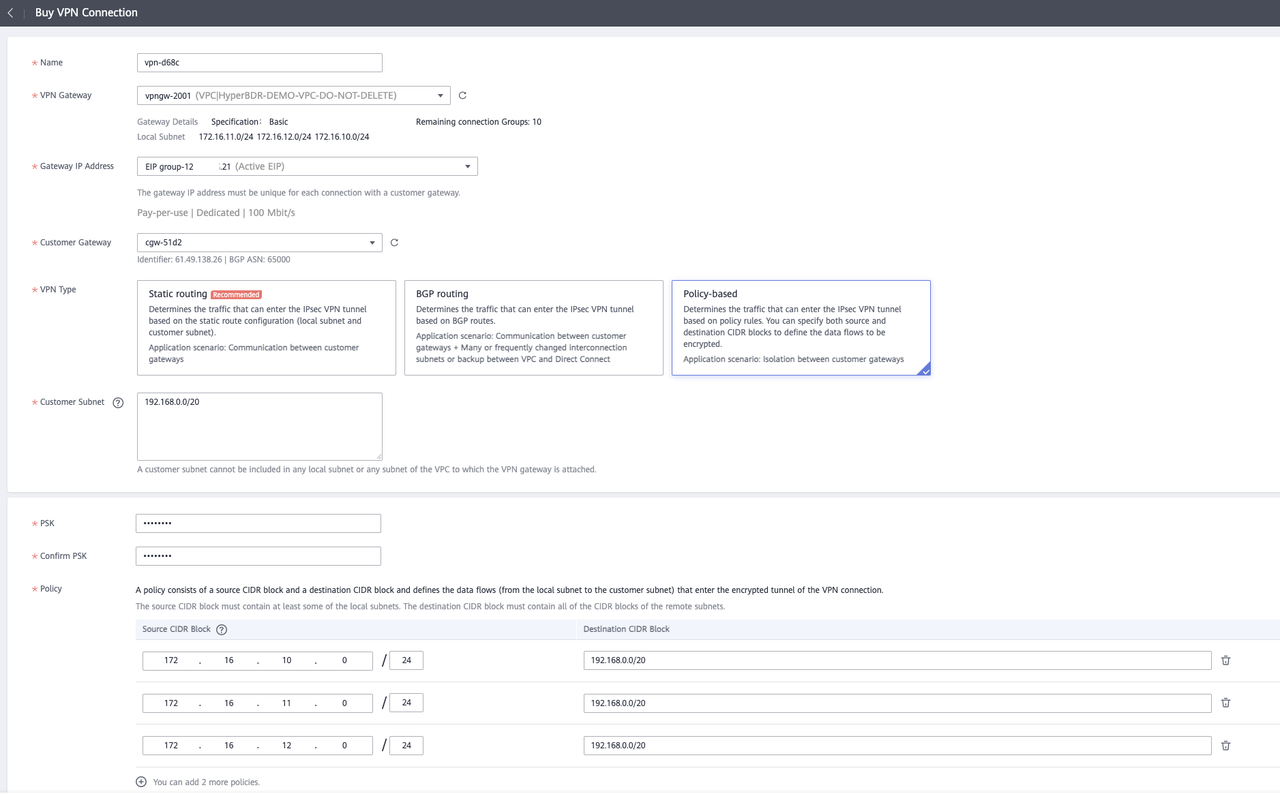 Buy VPN Connection
* Name
vpn-d68c
* VPN Gateway
vpngw-2001 (VPC|HyperBDR-DEMO-VPC-DO-NOT-DELETE)
Gateway Details Specification: Basic Remaining connection Groups: 10
Local Subnet 172.16.11.0/24 172.16.12.0/24 172.16.10.0/24
* Gateway IP Address
EIP group-12 .21 (Active EIP)
The gateway IP address must be unique for each connection with a customer gateway.
Pay-per-use | Dedicated | 100 Mbit/s
* Customer Gateway
cgw-51d2
Identifier: 61.49.138.26 | BGP ASN: 65000
* VPN Type
Static routing Recommended
Determines the traffic that can enter the IPsec VPN tunnel
based on the static route configuration (local subnet and
customer subnet).
Application scenario: Communication between customer
gateways
BGP routing
Determines the traffic that can enter the IPsec VPN tunnel
based on BGP routes.
Application scenario: Communication between customer
gateways + Many or frequently changed interconnection
subnets or backup between VPC and Direct Connect
Policy-based
Determines the traffic that can enter the IPsec VPN tunnel
based on policy rules. You can specify both source and
destination CIDR blocks to define the data flows to be
encrypted.
Application scenario: Isolation between customer gateways
* Customer Subnet ?
192.168.0.0/20
A customer subnet cannot be included in any local subnet or any subnet of the VPC to which the VPN gateway is attached.
* PSK
••••••••
* Confirm PSK
••••••••
* Policy
A policy consists of a source CIDR block and a destination CIDR block and defines the data flows (from the local subnet to the customer subnet) that enter the encrypted tunnel of the VPN connection.
The source CIDR block must contain at least some of the local subnets. The destination CIDR block must contain all of the CIDR blocks of the remote subnets.
Source CIDR Block ? Destination CIDR Block
172 . 16 . 10 . 0 / 24 192.168.0.0/20
172 . 16 . 11 . 0 / 24 192.168.0.0/20
172 . 16 . 12 . 0 / 24 192.168.0.0/20
You can add 2 more policies.